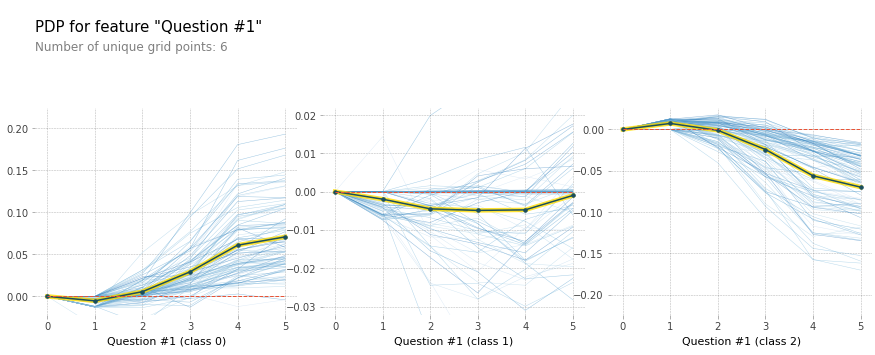 PDP for feature "Question #1"
Number of unique grid points: 6
0.20
0.15
0.10
0.05
0.00
0 1 2 3 4 5
Question #1 (class 0)
0.02
0.01
0.00
−0.01
−0.02
−0.03
0 1 2 3 4 5
Question #1 (class 1)
0.00
−0.05
−0.10
−0.15
−0.20
0 1 2 3 4 5
Question #1 (class 2)